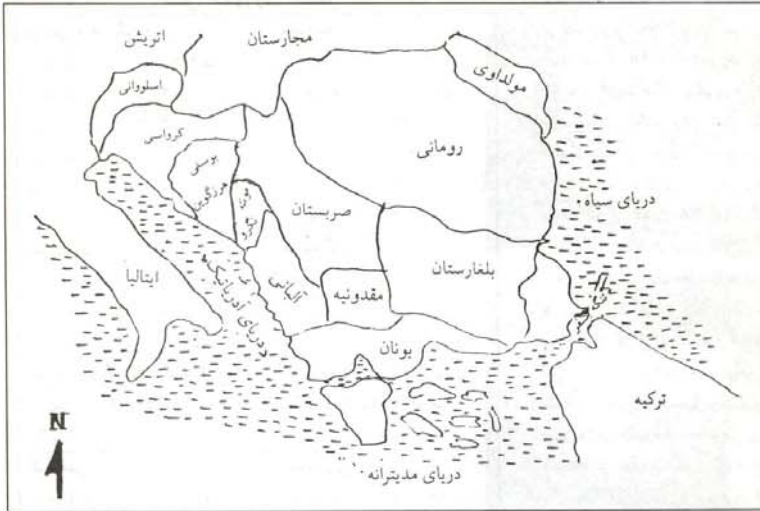 اتریش
مجارستان
اسلووانی
مولداوی
کرواسی
رومانی
بوسنی
هرزگوین
دریای سیاه
صربستان
بلغارستان
ایتالیا
دریای آدریاتیک
آلبانی
مقدونیه
یونان
ترکیه
N
دریای مدیترانه